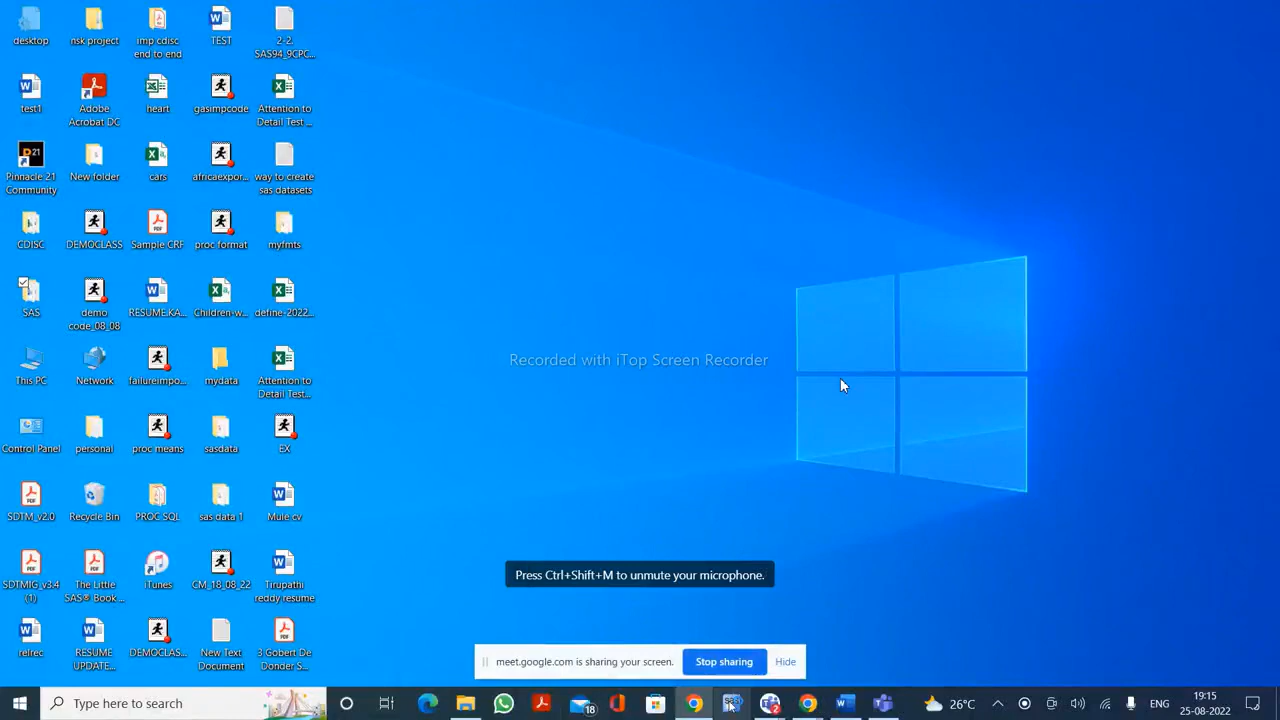 desktop
nsk project
imp cdisc
end to end
TEST
2-2.
SAS94_9CPC...
test1
Adobe
Acrobat DC
heart
gasimpcode
Attention to
Detail Test ...
P21
Pinnacle 21
Community
New folder
cars
africaexpor...
way to create
sas datasets
CDISC
DEMOCLASS
Sample CRF
proc format
myfmts
SAS
demo
code_08_08
RESUME.KA...
Children-w...
define-2022...
This PC
Network
failureimpo...
mydata
Attention to
Detail Test...
Control Panel
personal
proc means
sasdata
EX
SDTM_v2.0
Recycle Bin
PROC SQL
sas data 1
Mule cv
SDTMIG_v3.4
(1)
The Little
SAS® Book ...
iTunes
CM_18_08_22
Tirupathi
reddy resume
relrec
RESUME
UPDATE...
DEMOCLAS...
New Text
Document
3 Gobert De
Donder S...
Recorded with iTop Screen Recorder
Press Ctrl+Shift+M to unmute your microphone.
meet.google.com is sharing your screen.
Stop sharing
Hide
Type here to search
18
2
26°C
ENG
19:15
25-08-2022